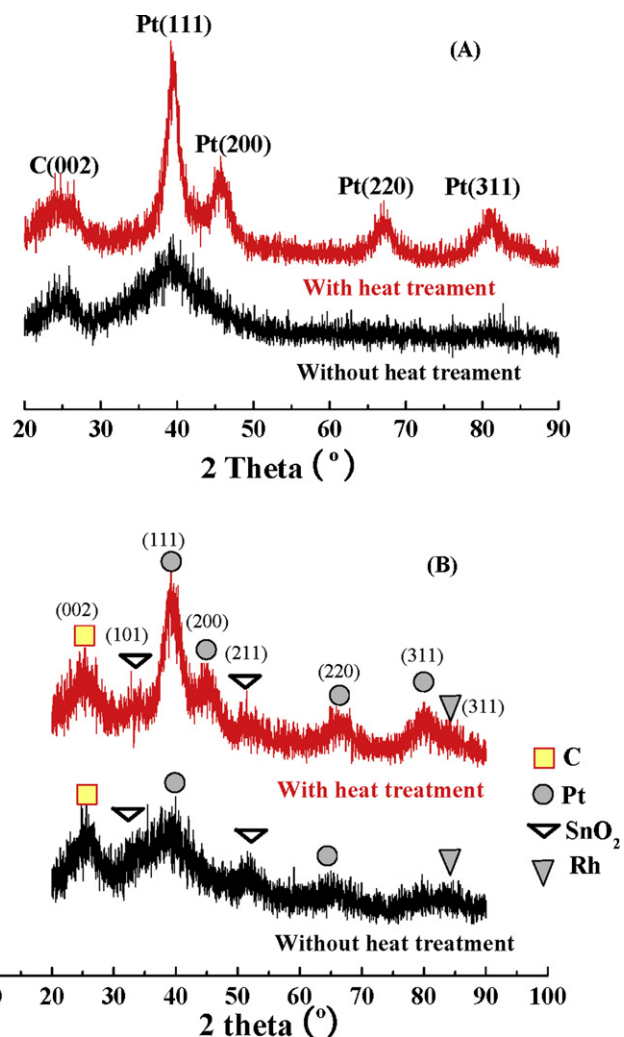 Pt(111)
(A)
Pt(200)
C(002)
Pt(220) Pt(311)
With heat treament
Without heat treament
20 30 40 50 60 70 80 90
2 Theta (°)
(111)
(B)
(002) (101) (200)
(211) (220) (311)
(311)
With heat treatment
C
Pt
SnO₂
Rh
Without heat treatment
20 30 40 50 60 70 80 90 100
2 theta (°)